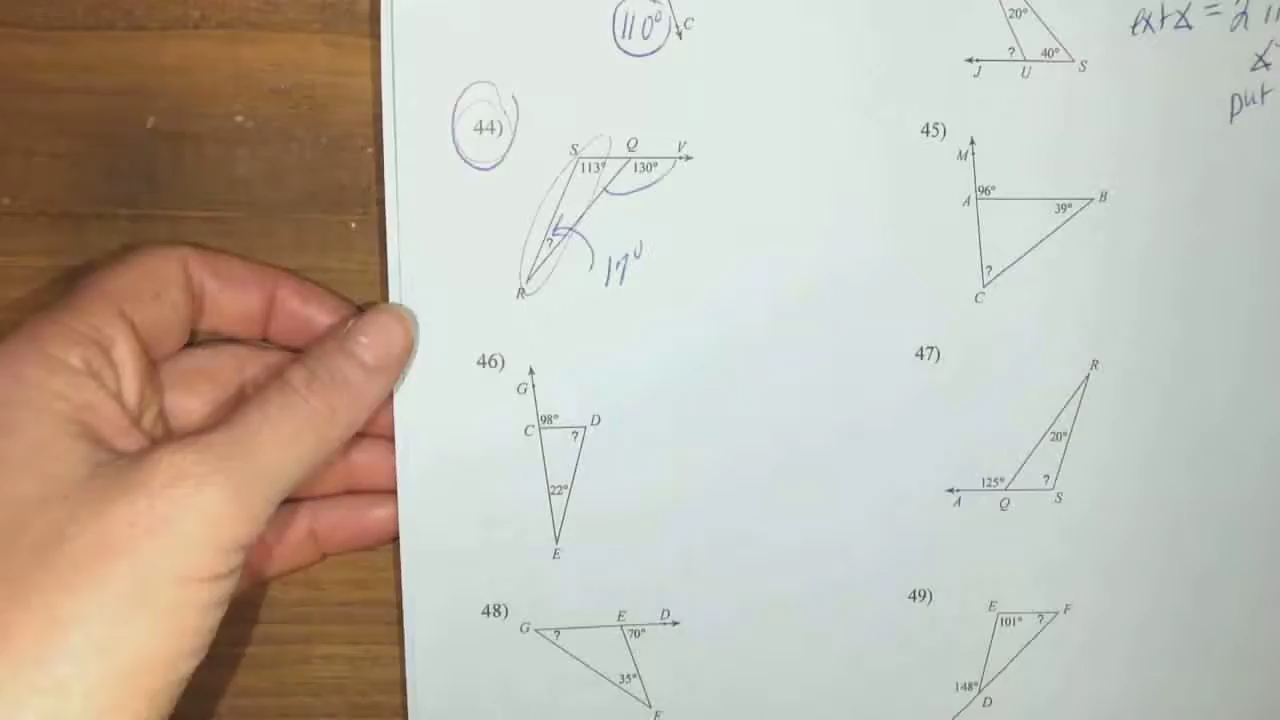 110° C
20°
ext∡ = 2
? 40°
J U S
∡
put
44)
S Q V
113° 130°
?
17°
R
45)
M
A 96° B
39°
?
C
46)
G
C 98° D
?
22°
E
47)
R
20°
125° ?
A Q S
48)
G E D
? 70°
35°
F
49)
E F
101° ?
148°
D